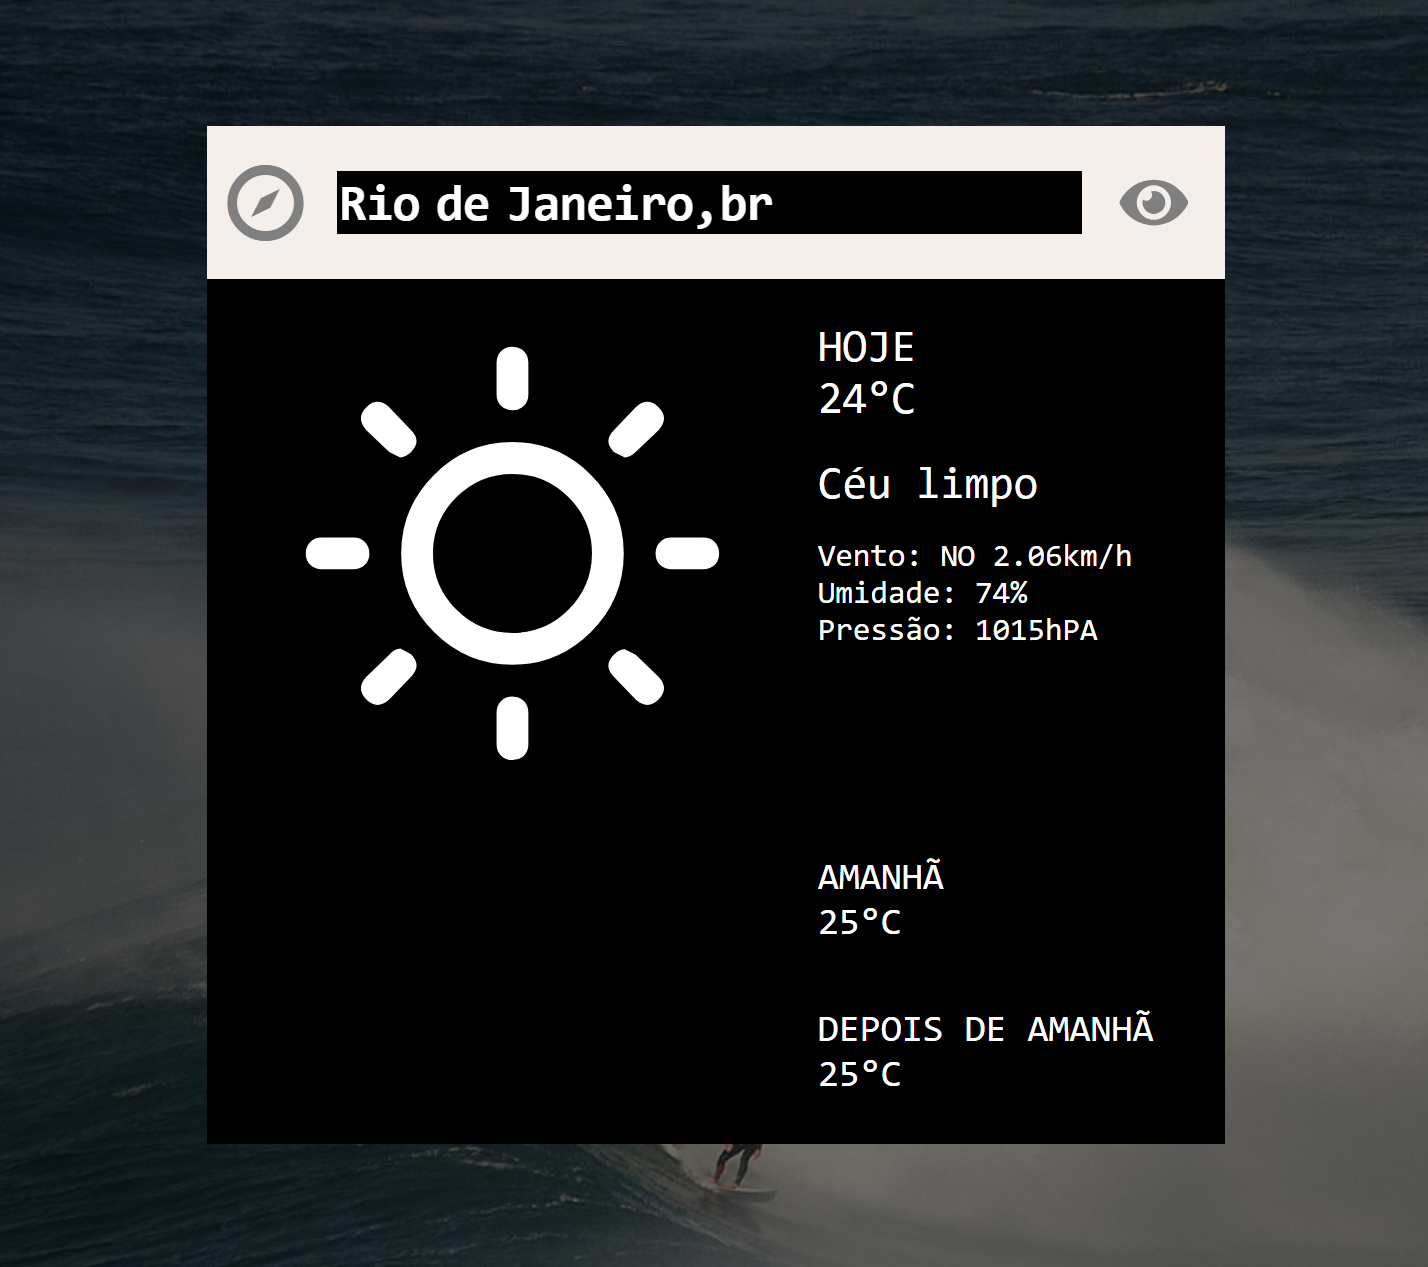 Rio de Janeiro,br
HOJE
24°C
Céu limpo
Vento: NO 2.06km/h
Umidade: 74%
Pressão: 1015hPA
AMANHÃ
25°C
DEPOIS DE AMANHÃ
25°C